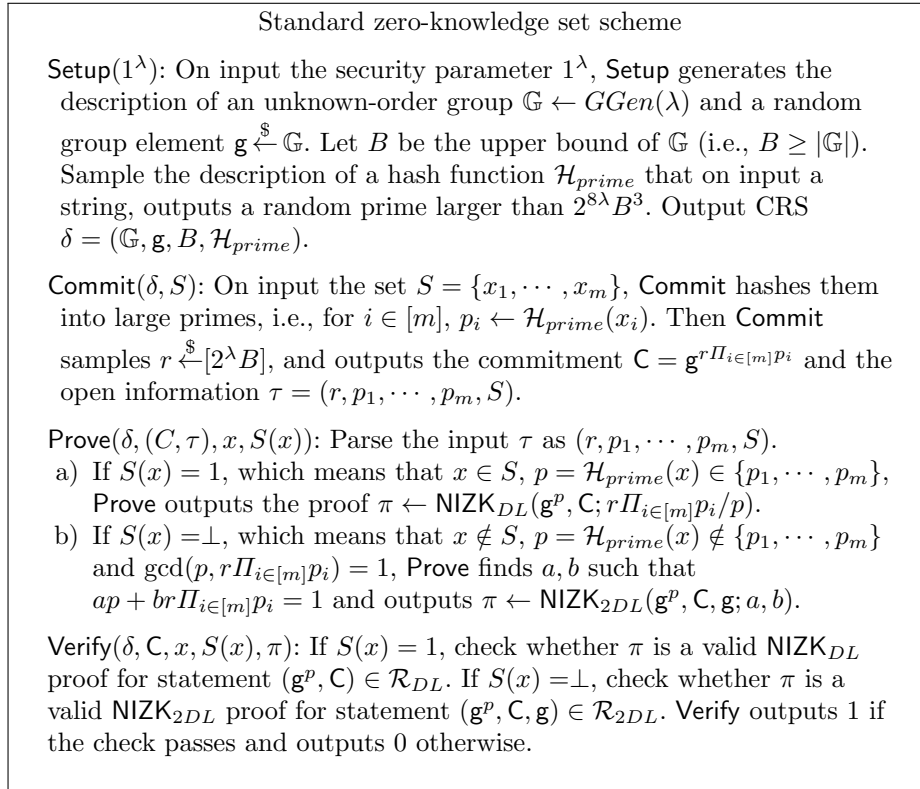 Standard zero-knowledge set scheme
Setup(1^λ): On input the security parameter 1^λ, Setup generates the
description of an unknown-order group 𝔾 ← GGen(λ) and a random
group element g ←$ 𝔾. Let B be the upper bound of 𝔾 (i.e., B ≥ |𝔾|).
Sample the description of a hash function ℋ_prime that on input a
string, outputs a random prime larger than 2^{8λ}B^3. Output CRS
δ = (𝔾, g, B, ℋ_prime).
Commit(δ, S): On input the set S = {x_1, ⋯ , x_m}, Commit hashes them
into large primes, i.e., for i ∈ [m], p_i ← ℋ_prime(x_i). Then Commit
samples r ←$ [2^λ B], and outputs the commitment C = g^{rΠ_{i∈[m]}p_i} and the
open information τ = (r, p_1, ⋯ , p_m, S).
Prove(δ, (C, τ), x, S(x)): Parse the input τ as (r, p_1, ⋯ , p_m, S).
a) If S(x) = 1, which means that x ∈ S, p = ℋ_prime(x) ∈ {p_1, ⋯ , p_m},
Prove outputs the proof π ← NIZK_DL(g^p, C; rΠ_{i∈[m]}p_i/p).
b) If S(x) =⊥, which means that x ∉ S, p = ℋ_prime(x) ∉ {p_1, ⋯ , p_m}
and gcd(p, rΠ_{i∈[m]}p_i) = 1, Prove finds a, b such that
ap + brΠ_{i∈[m]}p_i = 1 and outputs π ← NIZK_2DL(g^p, C, g; a, b).
Verify(δ, C, x, S(x), π): If S(x) = 1, check whether π is a valid NIZK_DL
proof for statement (g^p, C) ∈ ℛ_DL. If S(x) =⊥, check whether π is a
valid NIZK_2DL proof for statement (g^p, C, g) ∈ ℛ_2DL. Verify outputs 1 if
the check passes and outputs 0 otherwise.